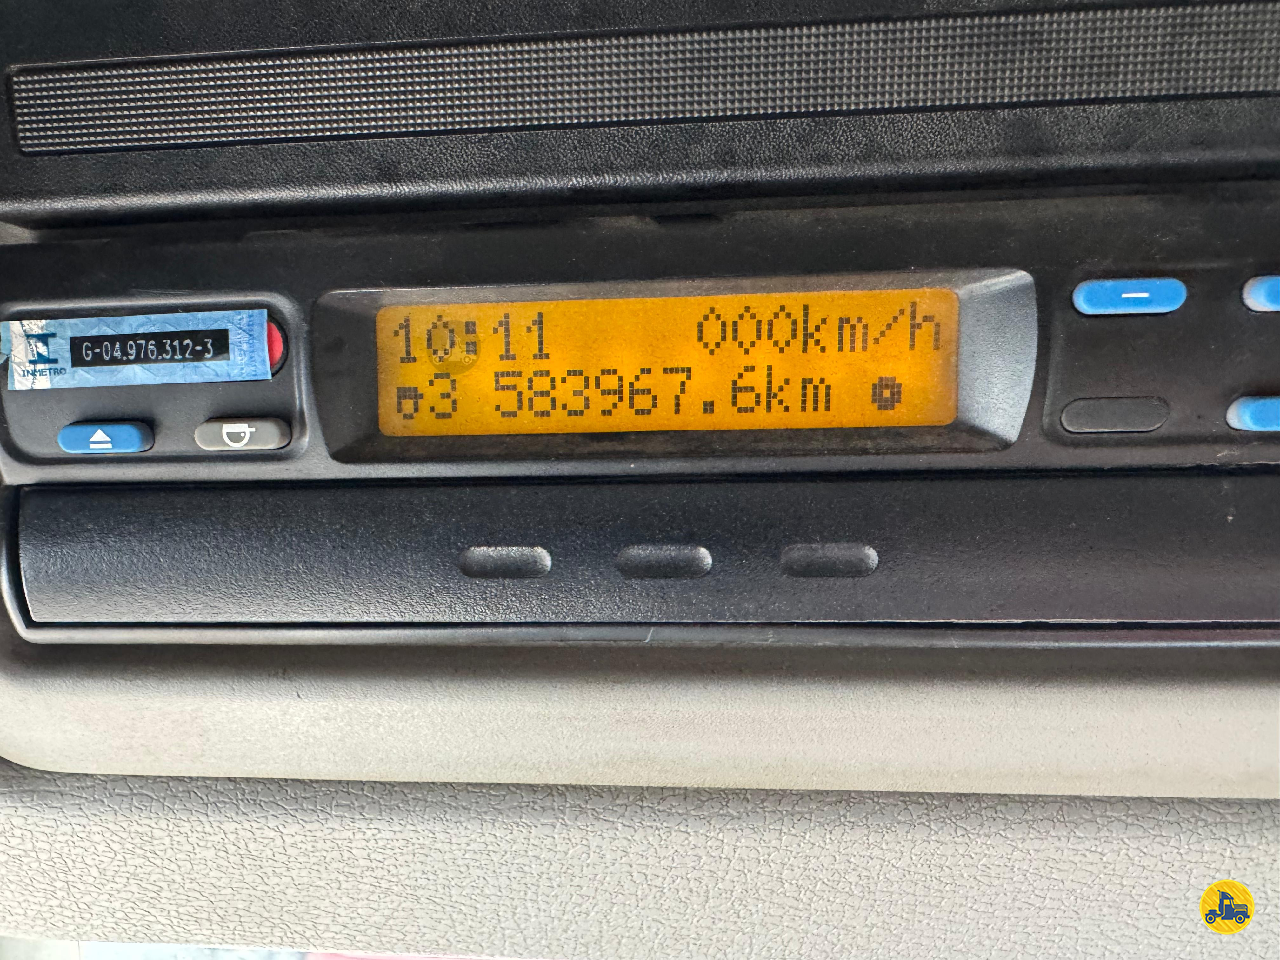 10:11 000km/h
3 583967.6km
G-04.976.312-3
INMETRO